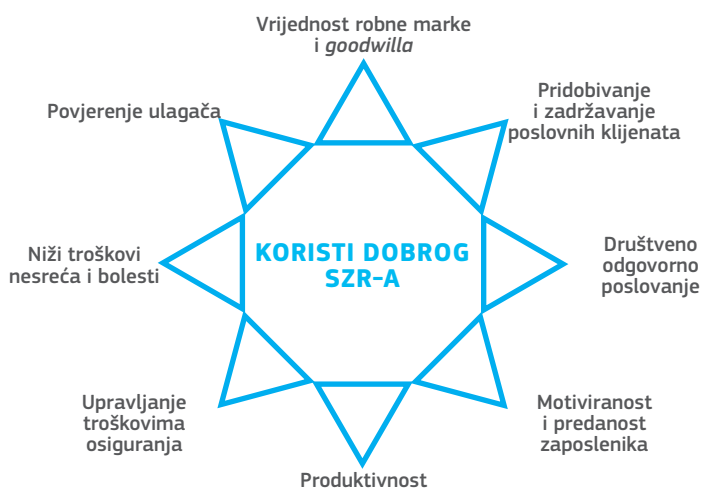 Vrijednost robne marke
i goodwilla
Pridobivanje
i zadržavanje
poslovnih klijenata
Društveno
odgovorno
poslovanje
Motiviranost
i predanost
zaposlenika
Produktivnost
Upravljanje
troškovima
osiguranja
Niži troškovi
nesreća i bolesti
Povjerenje ulagača
KORISTI DOBROG
SZR-A